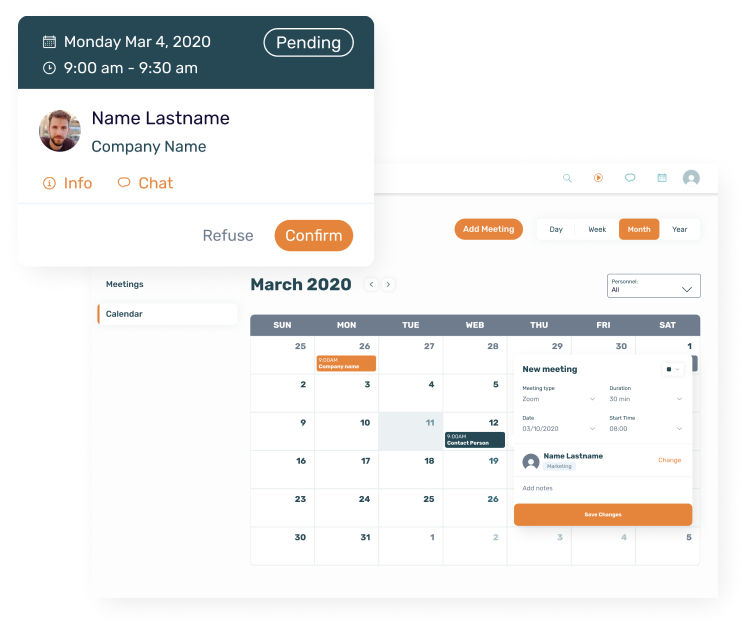 Monday Mar 4, 2020
Pending
9:00 am - 9:30 am
Name Lastname
Company Name
Info
Chat
Refuse
Confirm
Add Meeting
Day
Week
Month
Year
Meetings
Calendar
March 2020
Personnel:
All
SUN MON TUE WEB THU FRI SAT
25 26 27 28 29 30 1
9:00AM
Company name
2 3 4 5
9 10 11 12
9:00AM
Contact Person
16 17 18 19
23 24 25 26
30 31 1 2 3 4 5
New meeting
Meeting type
Duration
Zoom
30 min
Date
Start Time
03/10/2020
08:00
Name Lastname
Marketing
Change
Add notes
Save Changes